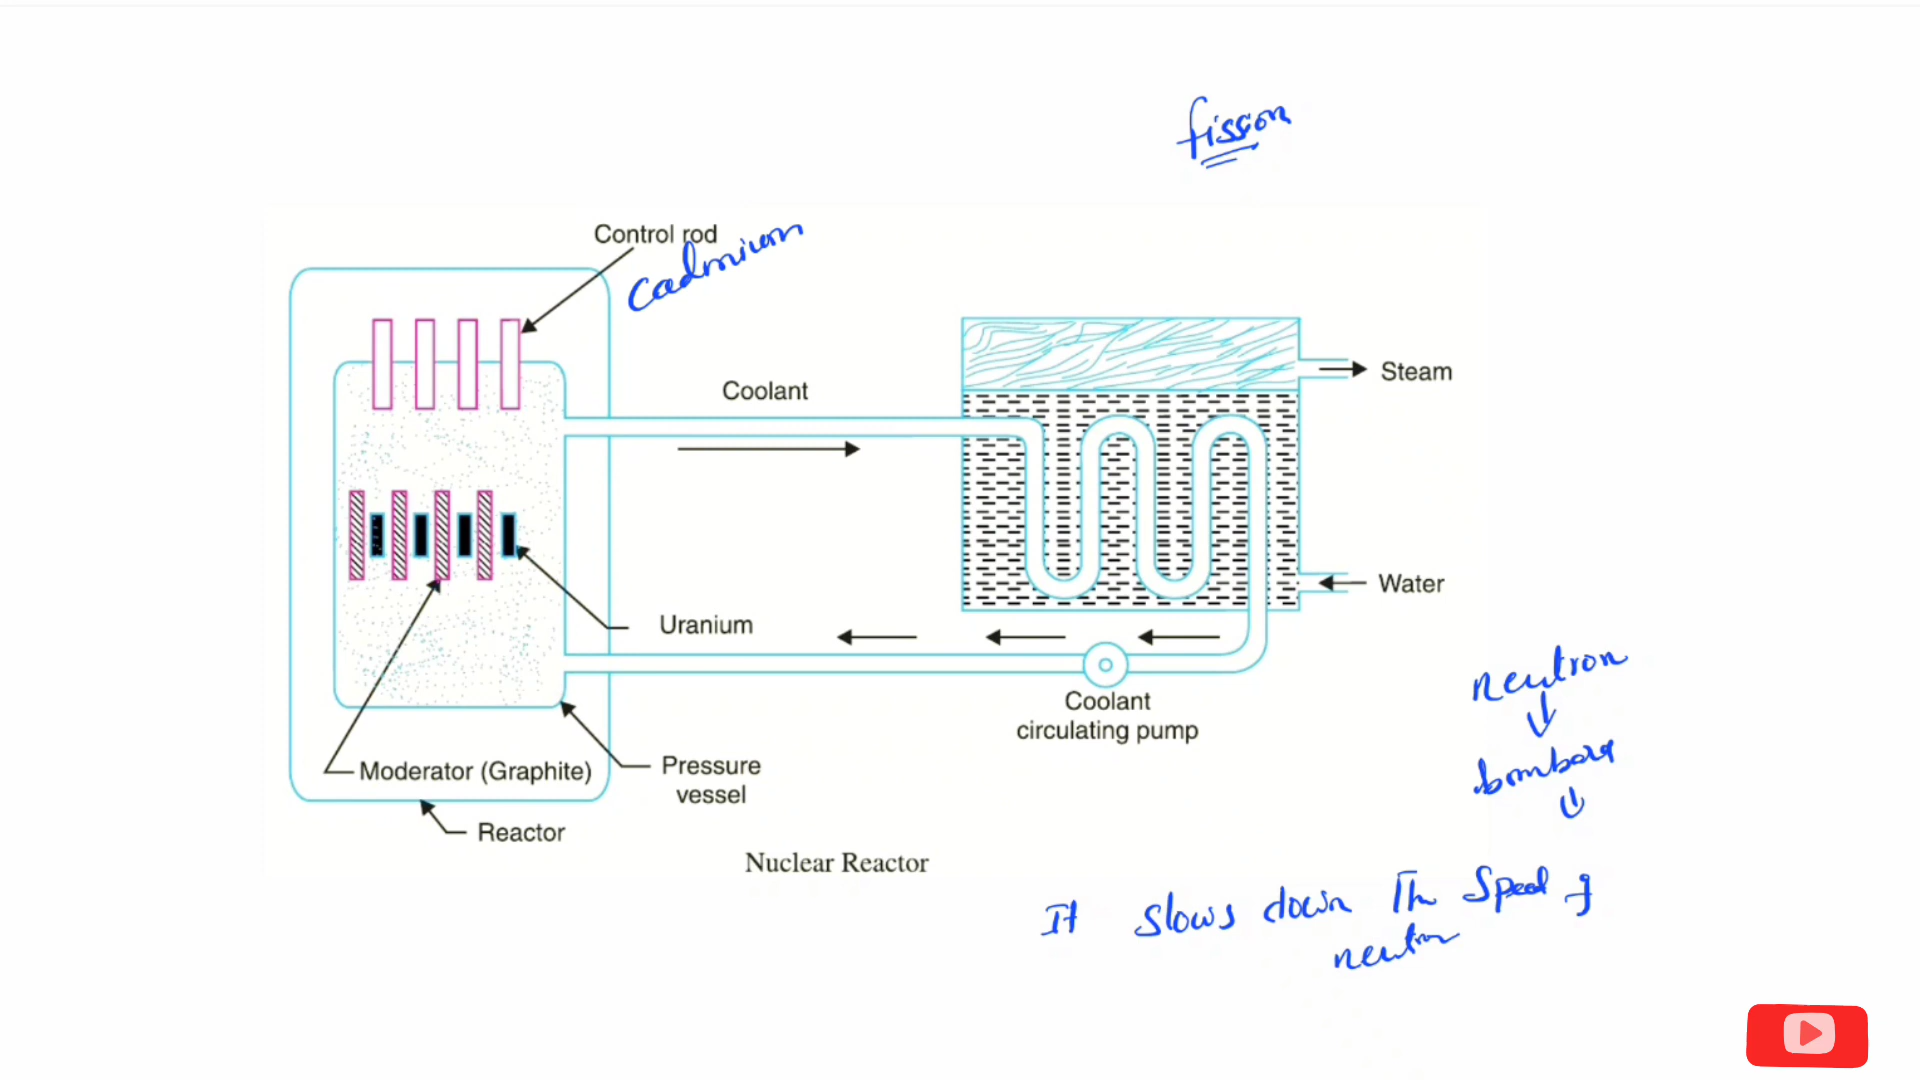 fission
Control rod
Cadmium
Coolant
Steam
Water
Uranium
Coolant
circulating pump
Moderator (Graphite)
Pressure
vessel
Reactor
Nuclear Reactor
neutron
It slows down The Speed of
neutron